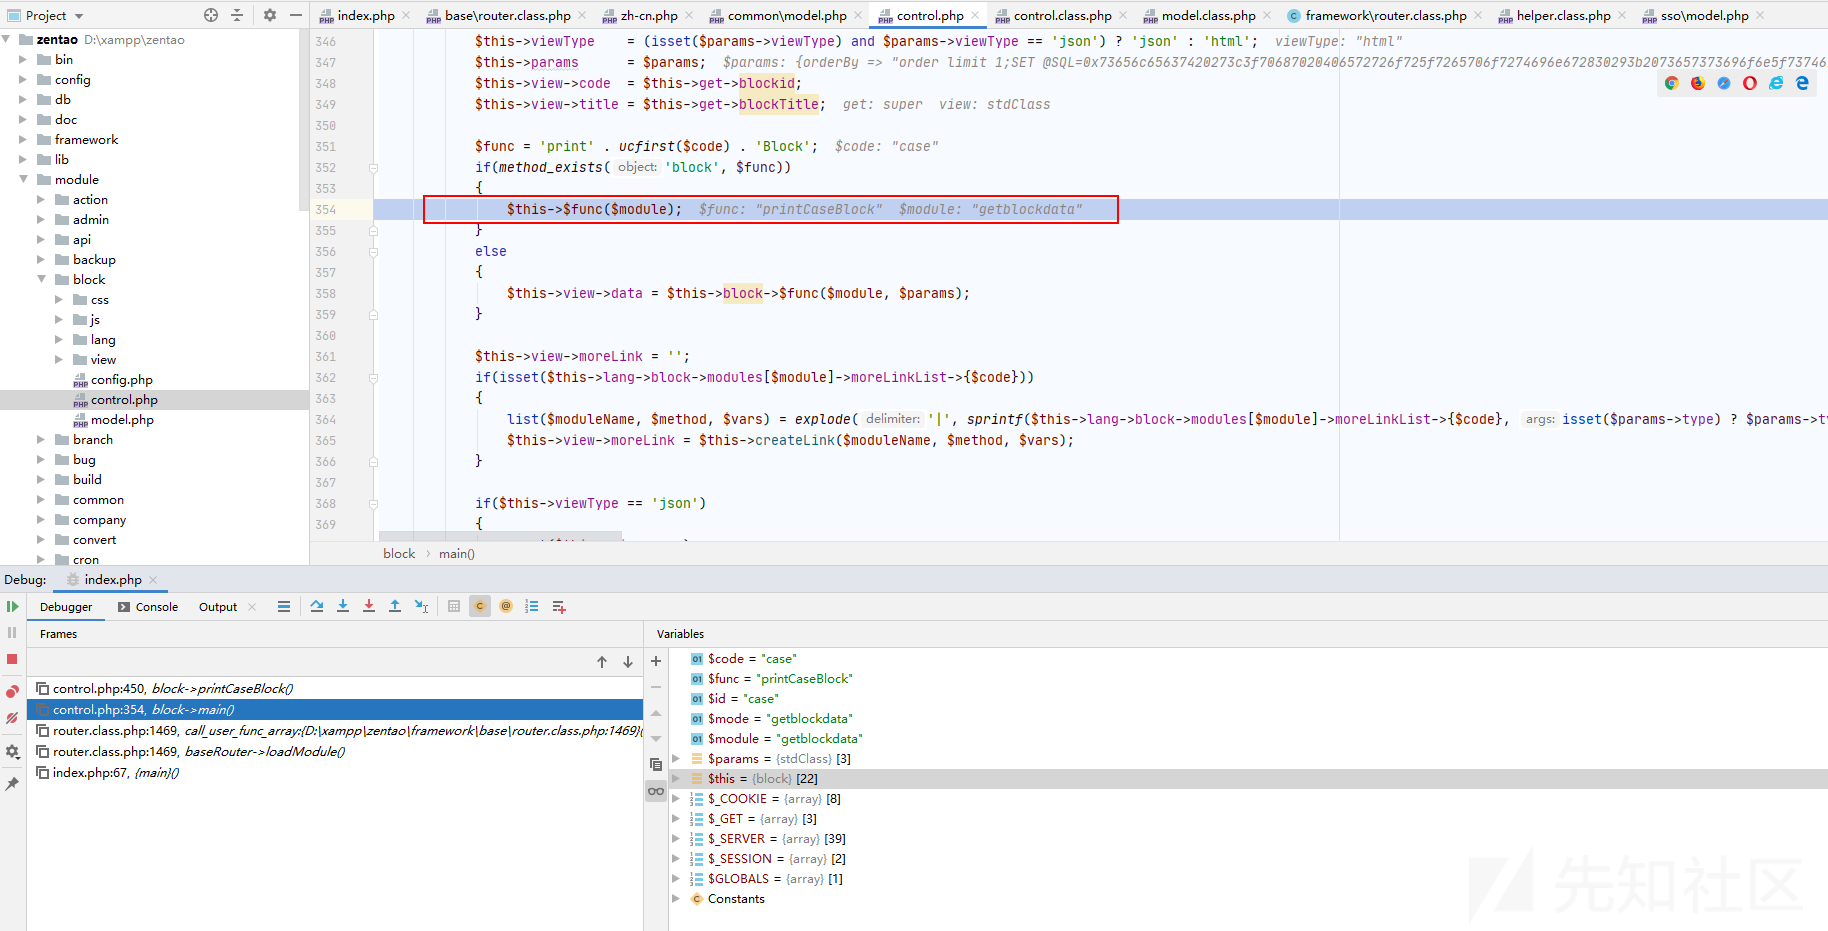 Project
index.php
base\router.class.php
zh-cn.php
common\model.php
control.php
control.class.php
model.class.php
framework\router.class.php
helper.class.php
sso\model.php
zentao D:\xampp\zentao
bin
config
db
doc
framework
lib
module
action
admin
api
backup
block
css
js
lang
view
config.php
control.php
model.php
branch
bug
build
common
company
convert
cron
346 $this->viewType = (isset($params->viewType) and $params->viewType == 'json') ? 'json' : 'html'; viewType: "html"
347 $this->params = $params; $params: {orderBy => "order limit 1;SET @SQL=0x73656c65637420273c3f70687020406572726f725f7265706f7274696e672830293b2073657373696f6e5f737461
348 $this->view->code = $this->get->blockid;
349 $this->view->title = $this->get->blockTitle; get: super view: stdClass
350
351 $func = 'print' . ucfirst($code) . 'Block'; $code: "case"
352 if(method_exists( object: 'block', $func))
353 {
354 $this->$func($module); $func: "printCaseBlock" $module: "getblockdata"
355 }
356 else
357 {
358 $this->view->data = $this->block->$func($module, $params);
359 }
360
361 $this->view->moreLink = '';
362 if(isset($this->lang->block->modules[$module]->moreLinkList->{$code}))
363 {
364 list($moduleName, $method, $vars) = explode( delimiter: '|', sprintf($this->lang->block->modules[$module]->moreLinkList->{$code}, args: isset($params->type) ? $params->ty
365 $this->view->moreLink = $this->createLink($moduleName, $method, $vars);
366 }
367
368 if($this->viewType == 'json')
369 {
block › main()
Debug: index.php
Debugger Console Output
Frames
control.php:450, block->printCaseBlock()
control.php:354, block->main()
router.class.php:1469, call_user_func_array:{D:\xampp\zentao\framework\base\router.class.php:1469}(
router.class.php:1469, baseRouter->loadModule()
index.php:67, {main}()
Variables
$code = "case"
$func = "printCaseBlock"
$id = "case"
$mode = "getblockdata"
$module = "getblockdata"
$params = {stdClass} [3]
$this = {block} [22]
$_COOKIE = {array} [8]
$_GET = {array} [3]
$_SERVER = {array} [39]
$_SESSION = {array} [2]
$GLOBALS = {array} [1]
Constants
先知社区